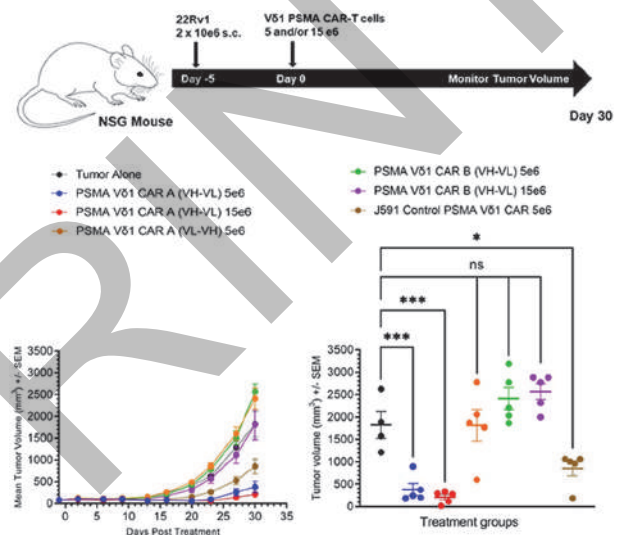 22Rv1
2 x 10e6 s.c.
Vδ1 PSMA CAR-T cells
5 and/or 15 e6
Day -5
Day 0
Monitor Tumor Volume
NSG Mouse
Day 30
Tumor Alone
PSMA Vδ1 CAR A (VH-VL) 5e6
PSMA Vδ1 CAR A (VH-VL) 15e6
PSMA Vδ1 CAR A (VL-VH) 5e6
PSMA Vδ1 CAR B (VH-VL) 5e6
PSMA Vδ1 CAR B (VH-VL) 15e6
J591 Control PSMA Vδ1 CAR 5e6
Mean Tumor Volume (mm³) +/- SEM
3500
3000
2500
2000
1500
1000
500
0
0 5 10 15 20 25 30 35
Days Post Treatment
*
ns
***
***
Tumor volume (mm³) +/- SEM
3500
3000
2500
2000
1500
1000
500
0
Treatment groups
RIN